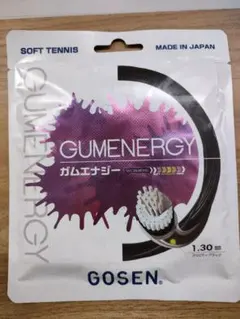 SOFT TENNIS
MADE IN JAPAN
GUMENERGY
GUMENERGY
ガムエナジー
1.30
GOSEN®